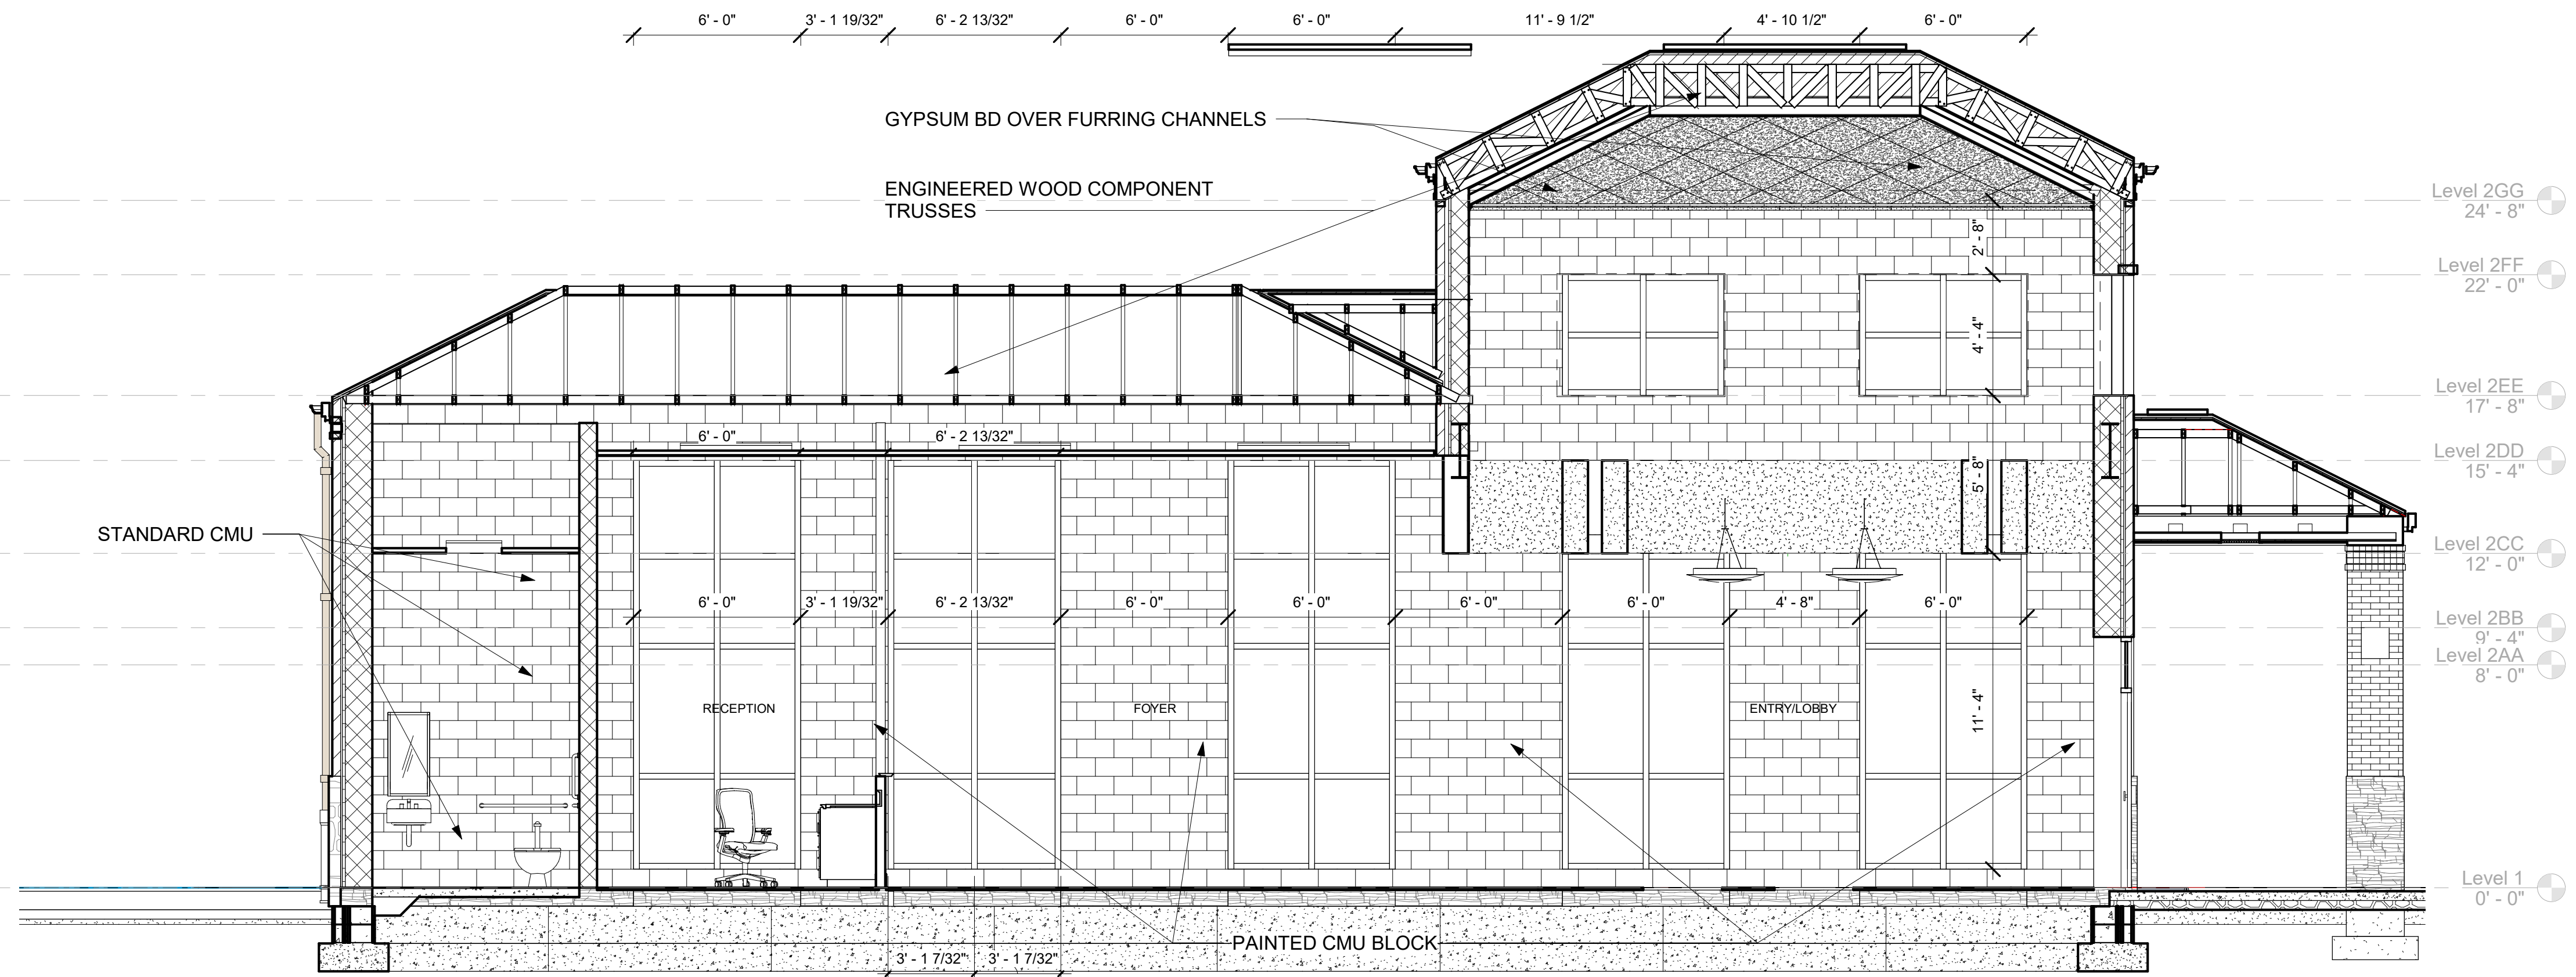 6' - 0" 3' - 1 19/32" 6' - 2 13/32" 6' - 0" 6' - 0" 11' - 9 1/2" 4' - 10 1/2" 6' - 0"
GYPSUM BD OVER FURRING CHANNELS
ENGINEERED WOOD COMPONENT
TRUSSES
Level 2GG
24' - 8"
2' - 8"
Level 2FF
22' - 0"
4' - 4"
Level 2EE
17' - 8"
6' - 0" 6' - 2 13/32"
Level 2DD
15' - 4"
5' - 8"
STANDARD CMU
Level 2CC
12' - 0"
6' - 0" 3' - 1 19/32" 6' - 2 13/32" 6' - 0" 6' - 0" 6' - 0" 6' - 0" 4' - 8" 6' - 0"
Level 2BB
9' - 4"
Level 2AA
8' - 0"
RECEPTION FOYER ENTRY/LOBBY
11' - 4"
Level 1
0' - 0"
PAINTED CMU BLOCK
3' - 1 7/32" 3' - 1 7/32"